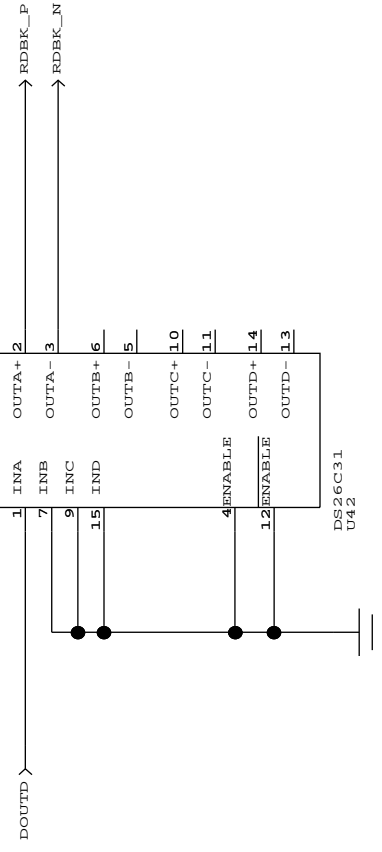 RDBK_P
RDBK_N
2 OUTA+
3 OUTA-
6 OUTB+
5 OUTB-
10 OUTC+
11 OUTC-
14 OUTD+
13 OUTD-
1 INA
7 INB
9 INC
15 IND
4 ENABLE
12 ENABLE
DS26C31
U42
DOUTD